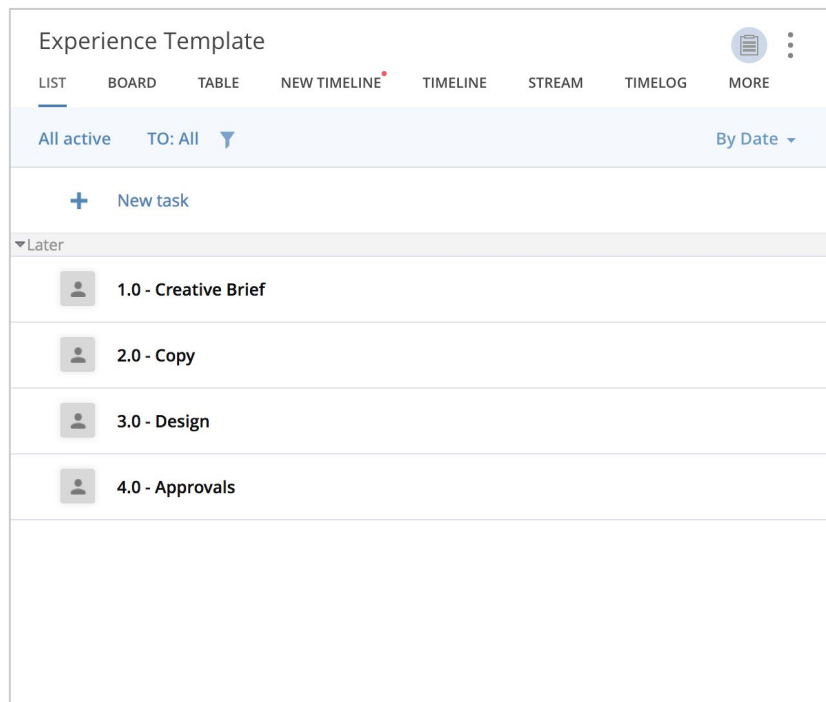 Experience Template
LIST BOARD TABLE NEW TIMELINE TIMELINE STREAM TIMELOG MORE
All active TO: All By Date
New task
Later
1.0 - Creative Brief
2.0 - Copy
3.0 - Design
4.0 - Approvals